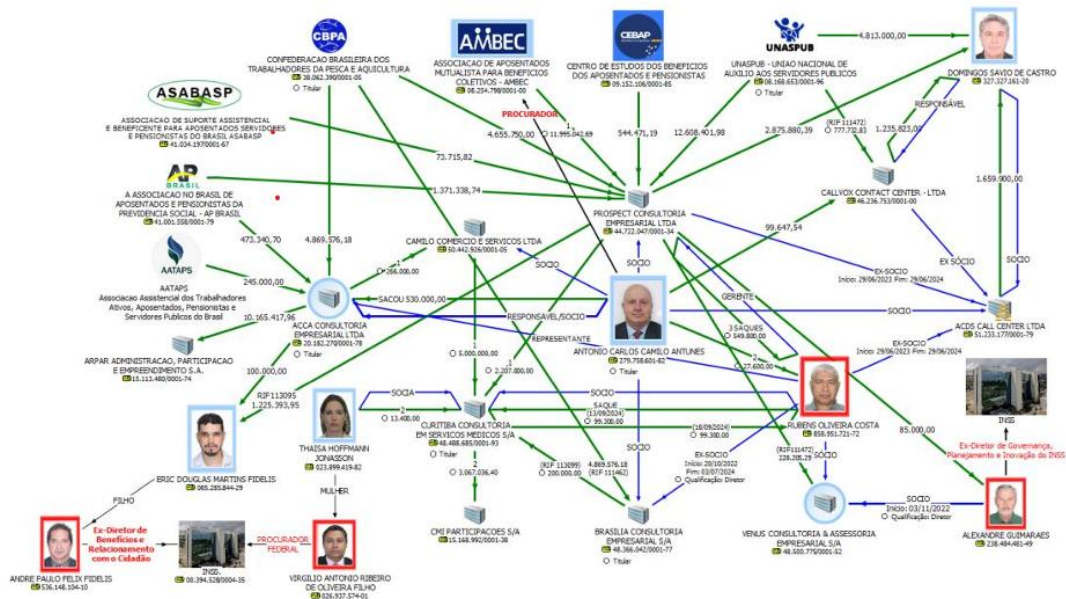 CBPA
CONFEDERACAO BRASILEIRA DOS
TRABALHADORES DA PESCA E AQUICULTURA
38.062.390/0001-05
Titular
AMBEC
ASSOCIACAO DE APOSENTADOS
MUTUALISTA PARA BENEFICIOS
COLETIVOS - AMBEC
08.254.798/0001-00
Titular
CEBAP
CENTRO DE ESTUDOS DOS BENEFICIOS
DOS APOSENTADOS E PENSIONISTAS
09.152.106/0001-85
UNASPUB
UNASPUB - UNIAO NACIONAL DE
AUXILIO AOS SERVIDORES PUBLICOS
08.168.653/0001-96
Titular
4.813.000,00
DOMINGOS SAVIO DE CASTRO
327.327.161-20
RESPONSÁVEL
ASABASP
ASSOCIACAO DE SUPORTE ASSISTENCIAL
E BENEFICENTE PARA APOSENTADOS SERVIDORES
E PENSIONISTAS DO BRASIL ASABASP
41.034.197/0001-67
PROCURADOR
4.655.750,00
1
11.995.042,69
544.471,19
12.608.401,98
2.875.880,39
(RIF 111472)
777.732,83
1.235.823,00
73.715,82
1.659.900,00
AP
BRASIL
A ASSOCIACAO NO BRASIL DE
APOSENTADOS E PENSIONISTAS DA
PREVIDENCIA SOCIAL - AP BRASIL
41.001.558/0001-79
1.371.338,74
PROSPECT CONSULTORIA
EMPRESARIAL LTDA
44.722.047/0001-34
CALLVOX CONTACT CENTER - LTDA
46.236.753/0001-00
473.340,70
4.869.576,18
CAMILO COMERCIO E SERVICOS LTDA
50.442.926/0001-05
99.647,54
AATAPS
AATAPS
Associacao Assistencial dos Trabalhadores
Ativos, Aposentados, Pensionistas e
Servidores Publicos do Brasil
245.000,00
1
266.000,00
SOCIO
SOCIO
EX-SOCIO
Início: 29/06/2023 Fim: 29/06/2024
EX SÓCIO
SOCIO
SACOU 530.000,00
RESPONSAVEL/SOCIO
GERENTE
SOCIO
ACCA CONSULTORIA
EMPRESARIAL LTDA
20.182.270/0001-78
Titular
10.165.417,96
REPRESENTANTE
ANTONIO CARLOS CAMILO ANTUNES
279.758.601-82
Titular
3 SAQUES
549.800,00
ACDS CALL CENTER LTDA
51.233.177/0001-79
EX-SOCIO
Início: 29/06/2023 Fim: 29/06/2024
ARPAR ADMINISTRACAO, PARTICIPACAO
E EMPREENDIMENTO S.A.
15.113.480/0001-74
100.000,00
5.000.000,00
1
2.207.000,00
2
27.600,00
RIF113095
1.225.393,95
SOCIA
2
13.400,00
SAQUE
(13/09/2024)
99.300,00
RUBENS OLIVEIRA COSTA
858.951.721-72
INSS
THAISA HOFFMANN
JONASSON
023.899.419-82
CURITIBA CONSULTORIA
EM SERVICOS MEDICOS S/A
48.488.685/0001-93
Titular
(18/09/2024)
99.300,00
85.000,00
Ex-Diretor de Governança,
Planejamento e Inovação do INSS
ERIC DOUGLAS MARTINS FIDELIS
065.285.844-29
2
3.067.036,40
(RIF 113099)
200.000,00
4.869.576,18
(RIF 111462)
EX-SOCIO
Início: 20/10/2022
Fim: 03/07/2024
Qualificação: Diretor
SOCIO
(RIF111472)
228.205,29
SOCIO
FILHO
MULHER
SOCIO
Início: 03/11/2022
Qualificação: Diretor
Ex-Diretor de
Benefícios e
Relacionamento
com o Cidadão
PROCURADOR
FEDERAL
CMI PARTICIPACOES S/A
15.168.992/0001-38
BRASILIA CONSULTORIA
EMPRESARIAL S/A
48.366.042/0001-77
Titular
VENUS CONSULTORIA & ASSESSORIA
EMPRESARIAL S/A
48.500.775/0001-52
ALEXANDRE GUIMARAES
238.484.481-49
ANDRE PAULO FELIX FIDELIS
536.148.104-10
INSS.
00.394.528/0004-35
VIRGILIO ANTONIO RIBEIRO
DE OLIVEIRA FILHO
026.937.574-01